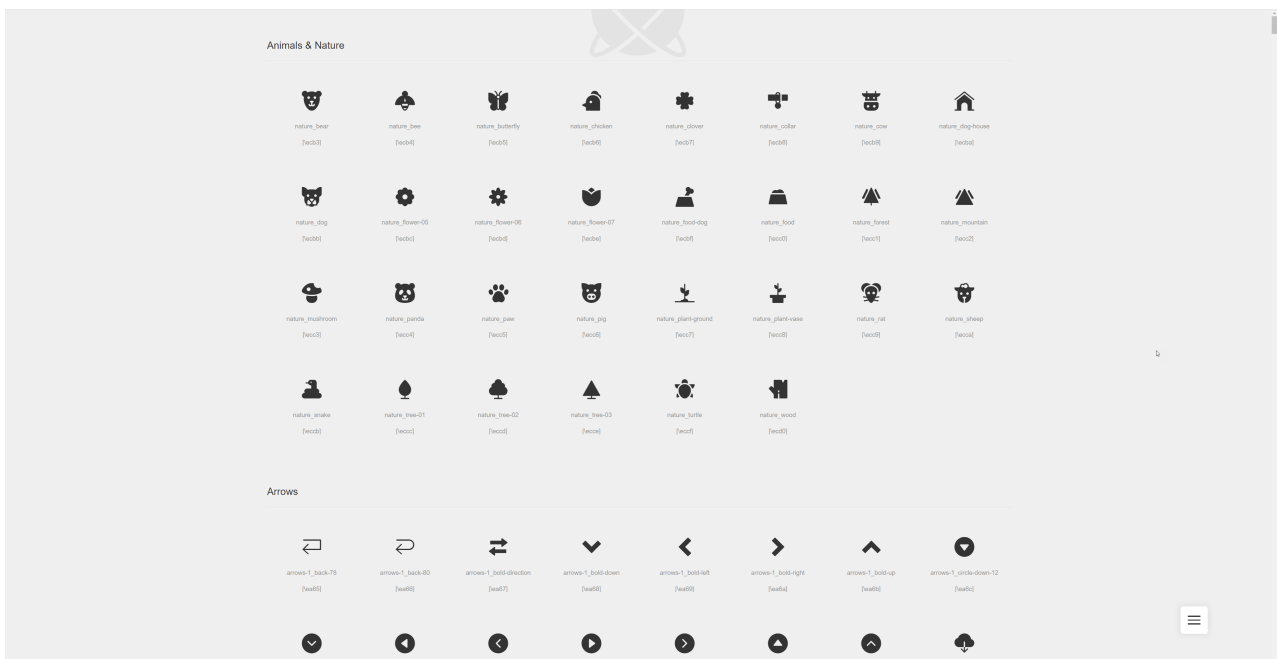 Animals & Nature
nature_bear nature_bee nature_butterfly nature_chicken nature_clover nature_collar nature_cow nature_dog-house
[\ecb3] [\ecb4] [\ecb5] [\ecb6] [\ecb7] [\ecb8] [\ecb9] [\ecba]
nature_dog nature_flower-05 nature_flower-06 nature_flower-07 nature_food-dog nature_food nature_forest nature_mountain
[\ecbb] [\ecbc] [\ecbd] [\ecbe] [\ecbf] [\ecc0] [\ecc1] [\ecc2]
nature_mushroom nature_panda nature_paw nature_pig nature_plant-ground nature_plant-vase nature_rat nature_sheep
[\ecc3] [\ecc4] [\ecc5] [\ecc6] [\ecc7] [\ecc8] [\ecc9] [\ecca]
nature_snake nature_tree-01 nature_tree-02 nature_tree-03 nature_turtle nature_wood
[\eccb] [\eccc] [\eccd] [\ecce] [\eccf] [\ecd0]
Arrows
arrows-1_back-78 arrows-1_back-80 arrows-1_bold-direction arrows-1_bold-down arrows-1_bold-left arrows-1_bold-right arrows-1_bold-up arrows-1_circle-down-12
[\ea65] [\ea66] [\ea67] [\ea68] [\ea69] [\ea6a] [\ea6b] [\ea6c]